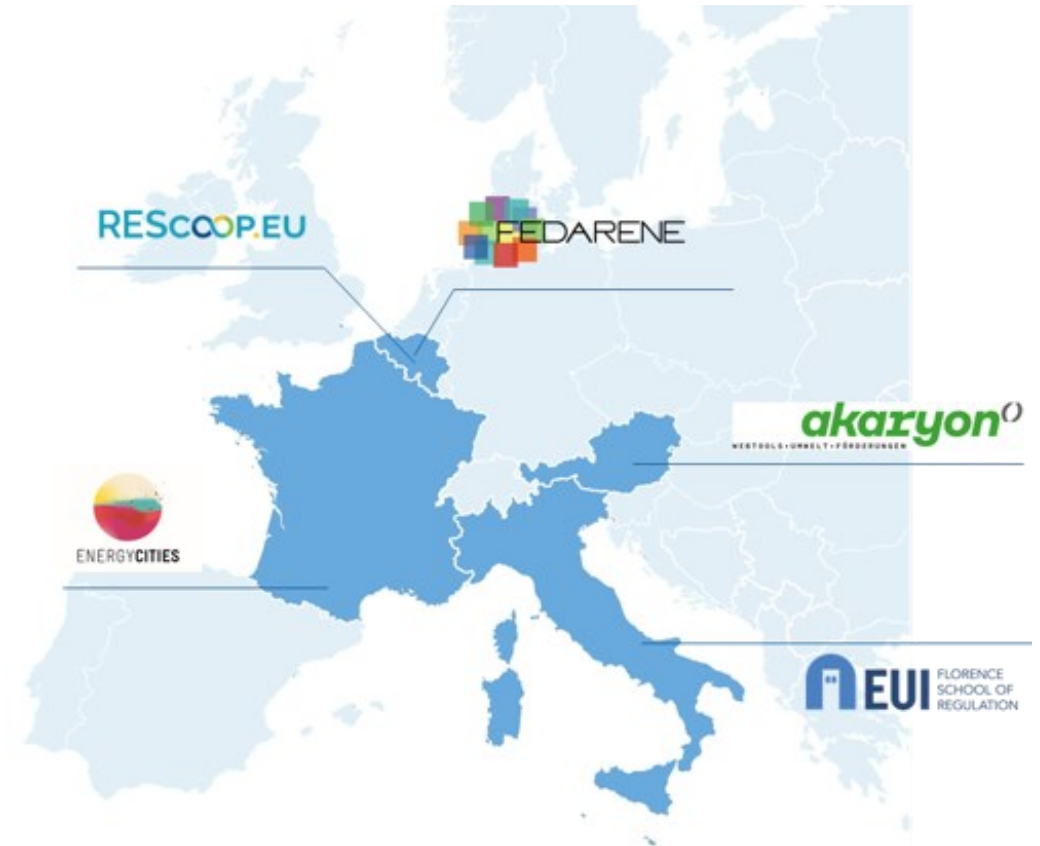 RESCOOP.EU
FEDARENE
akaryon()
WEBTOOLS·UMWELT·FÖRDERUNGEN
ENERGYCITIES
EUI
FLORENCE
SCHOOL OF
REGULATION